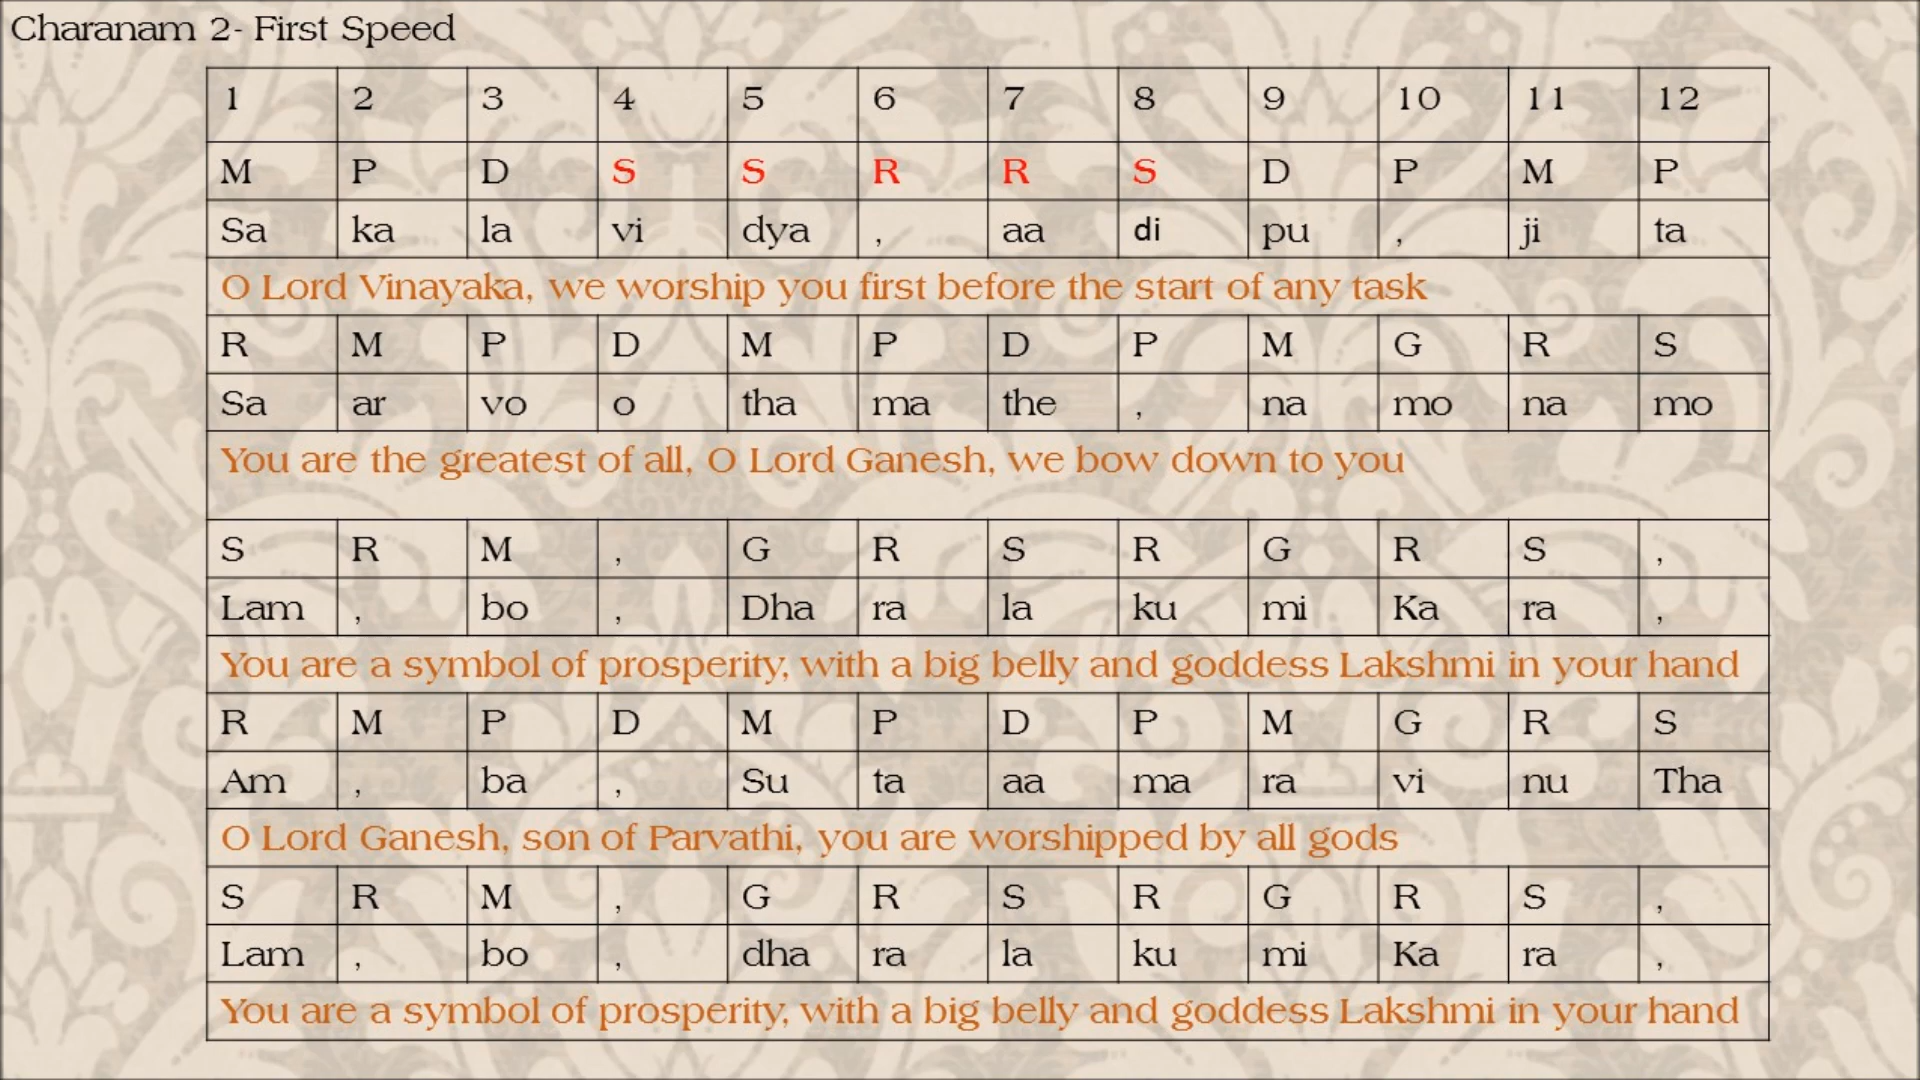 Charanam 2- First Speed
1 2 3 4 5 6 7 8 9 10 11 12
M P D S S R R S D P M P
Sa ka la vi dya , aa di pu , ji ta
O Lord Vinayaka, we worship you first before the start of any task
R M P D M P D P M G R S
Sa ar vo o tha ma the , na mo na mo
You are the greatest of all, O Lord Ganesh, we bow down to you
S R M , G R S R G R S ,
Lam , bo , Dha ra la ku mi Ka ra ,
You are a symbol of prosperity, with a big belly and goddess Lakshmi in your hand
R M P D M P D P M G R S
Am , ba , Su ta aa ma ra vi nu Tha
O Lord Ganesh, son of Parvathi, you are worshipped by all gods
S R M , G R S R G R S ,
Lam , bo , dha ra la ku mi Ka ra ,
You are a symbol of prosperity, with a big belly and goddess Lakshmi in your hand